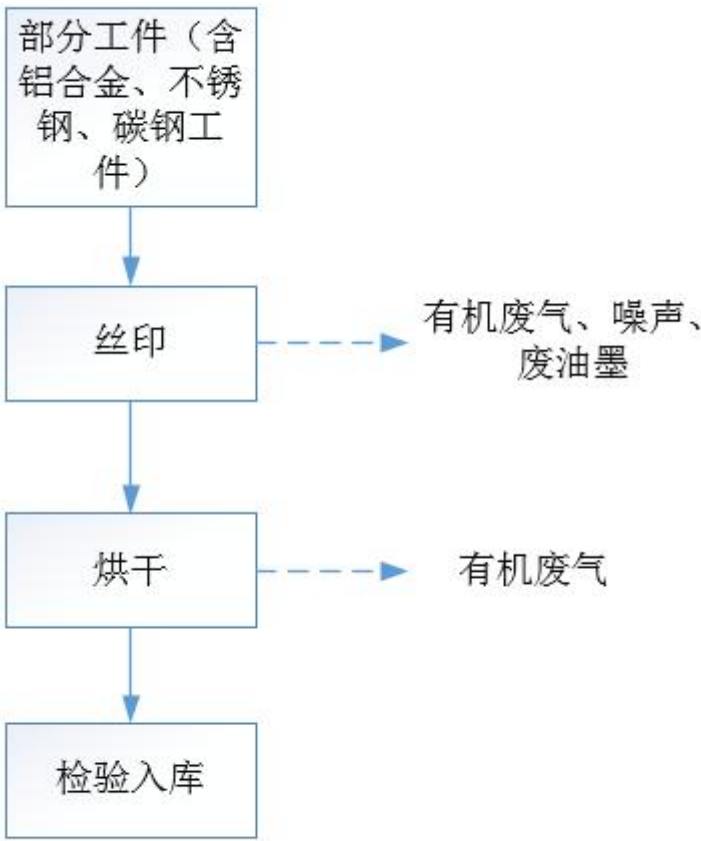 部分工件（含
铝合金、不锈
钢、碳钢工
件）
丝印
有机废气、噪声、
废油墨
烘干
有机废气
检验入库